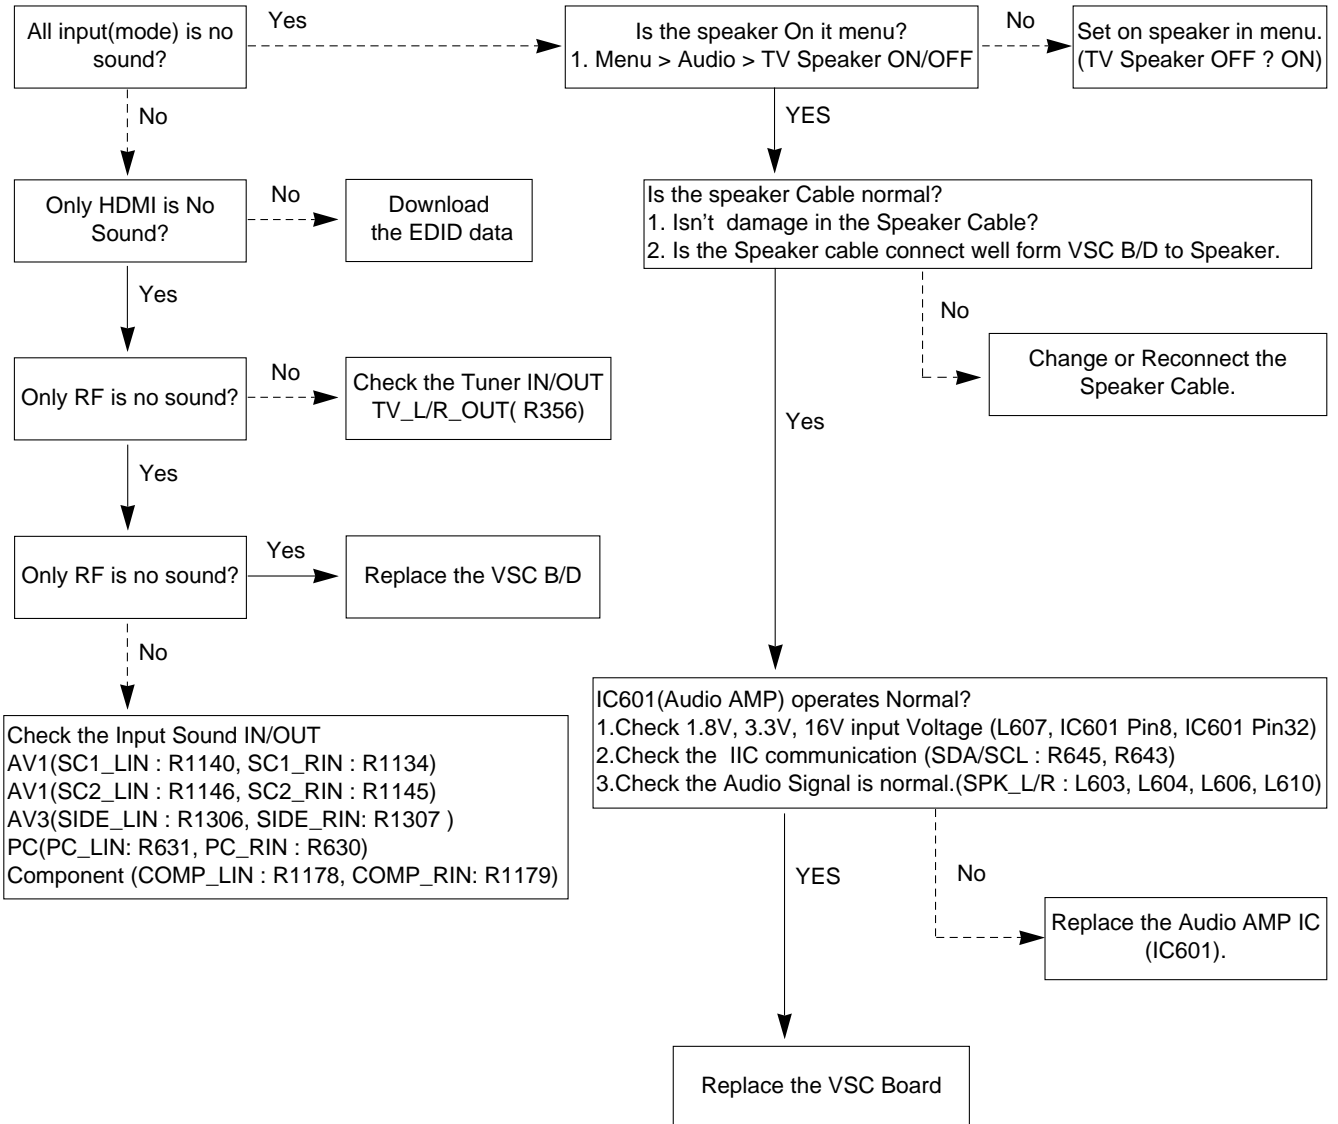 All input(mode) is no
sound?
Yes
Is the speaker On it menu?
1. Menu > Audio > TV Speaker ON/OFF
No
Set on speaker in menu.
(TV Speaker OFF ? ON)
No
YES
Only HDMI is No
Sound?
No
Download
the EDID data
Is the speaker Cable normal?
1. Isn't  damage in the Speaker Cable?
2. Is the Speaker cable connect well form VSC B/D to Speaker.
Yes
No
Only RF is no sound?
No
Check the Tuner IN/OUT
TV_L/R_OUT( R356)
Change or Reconnect the
Speaker Cable.
Yes
Yes
Only RF is no sound?
Yes
Replace the VSC B/D
No
Check the Input Sound IN/OUT
AV1(SC1_LIN : R1140, SC1_RIN : R1134)
AV1(SC2_LIN : R1146, SC2_RIN : R1145)
AV3(SIDE_LIN : R1306, SIDE_RIN: R1307 )
PC(PC_LIN: R631, PC_RIN : R630)
Component (COMP_LIN : R1178, COMP_RIN: R1179)
IC601(Audio AMP) operates Normal?
1.Check 1.8V, 3.3V, 16V input Voltage (L607, IC601 Pin8, IC601 Pin32)
2.Check the  IIC communication (SDA/SCL : R645, R643)
3.Check the Audio Signal is normal.(SPK_L/R : L603, L604, L606, L610)
YES
No
Replace the Audio AMP IC
(IC601).
Replace the VSC Board